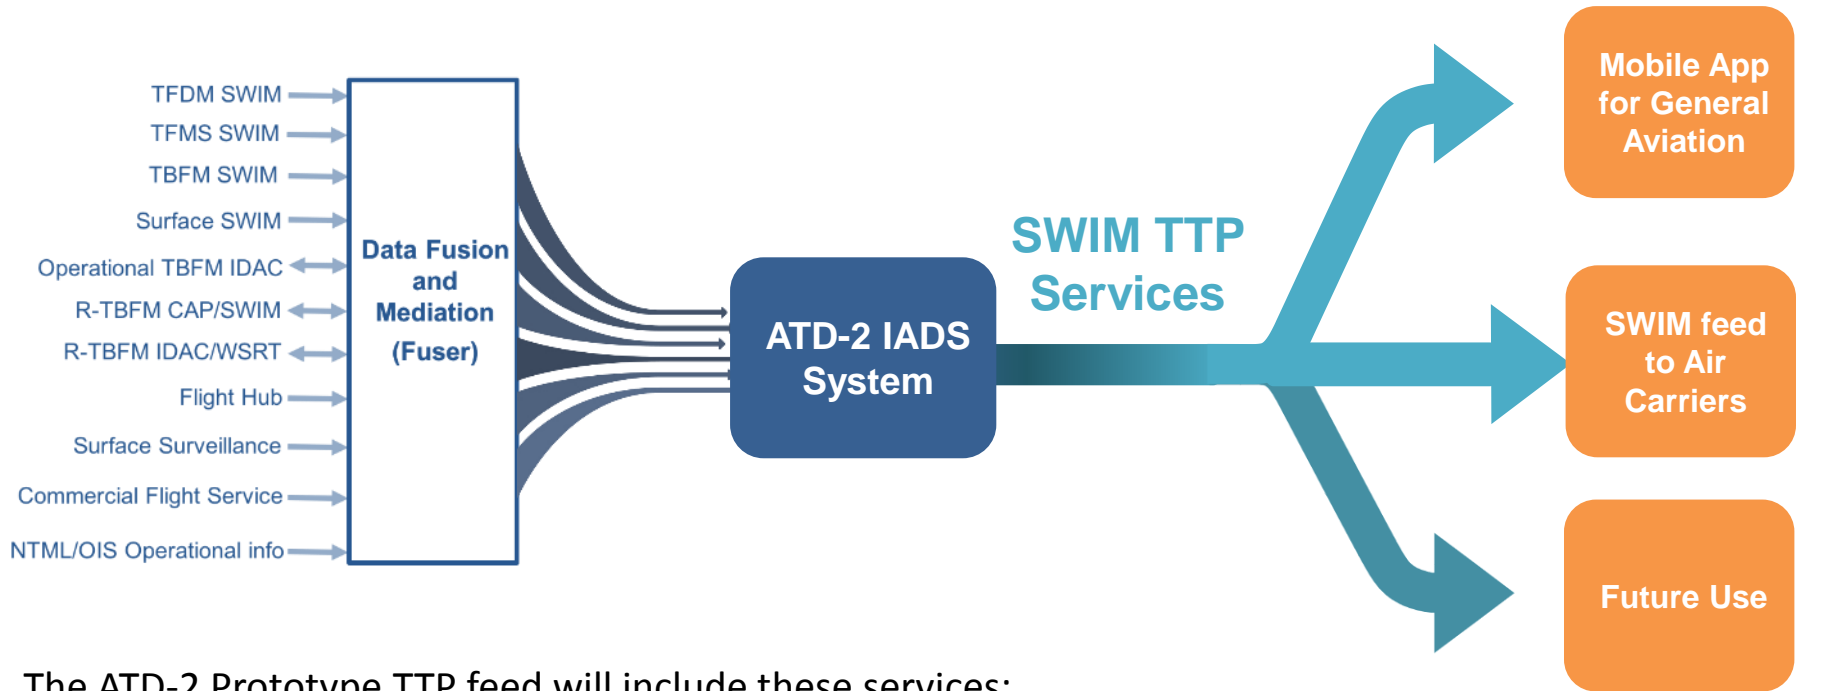 TFDM SWIM
TFMS SWIM
TBFM SWIM
Surface SWIM
Operational TBFM IDAC
R-TBFM CAP/SWIM
R-TBFM IDAC/WSRT
Flight Hub
Surface Surveillance
Commercial Flight Service
NTML/OIS Operational info
Data Fusion
and
Mediation
(Fuser)
ATD-2 IADS
System
SWIM TTP
Services
Mobile App
for General
Aviation
SWIM feed
to Air
Carriers
Future Use
The ATD-2 Prototype TTP feed will include these services: